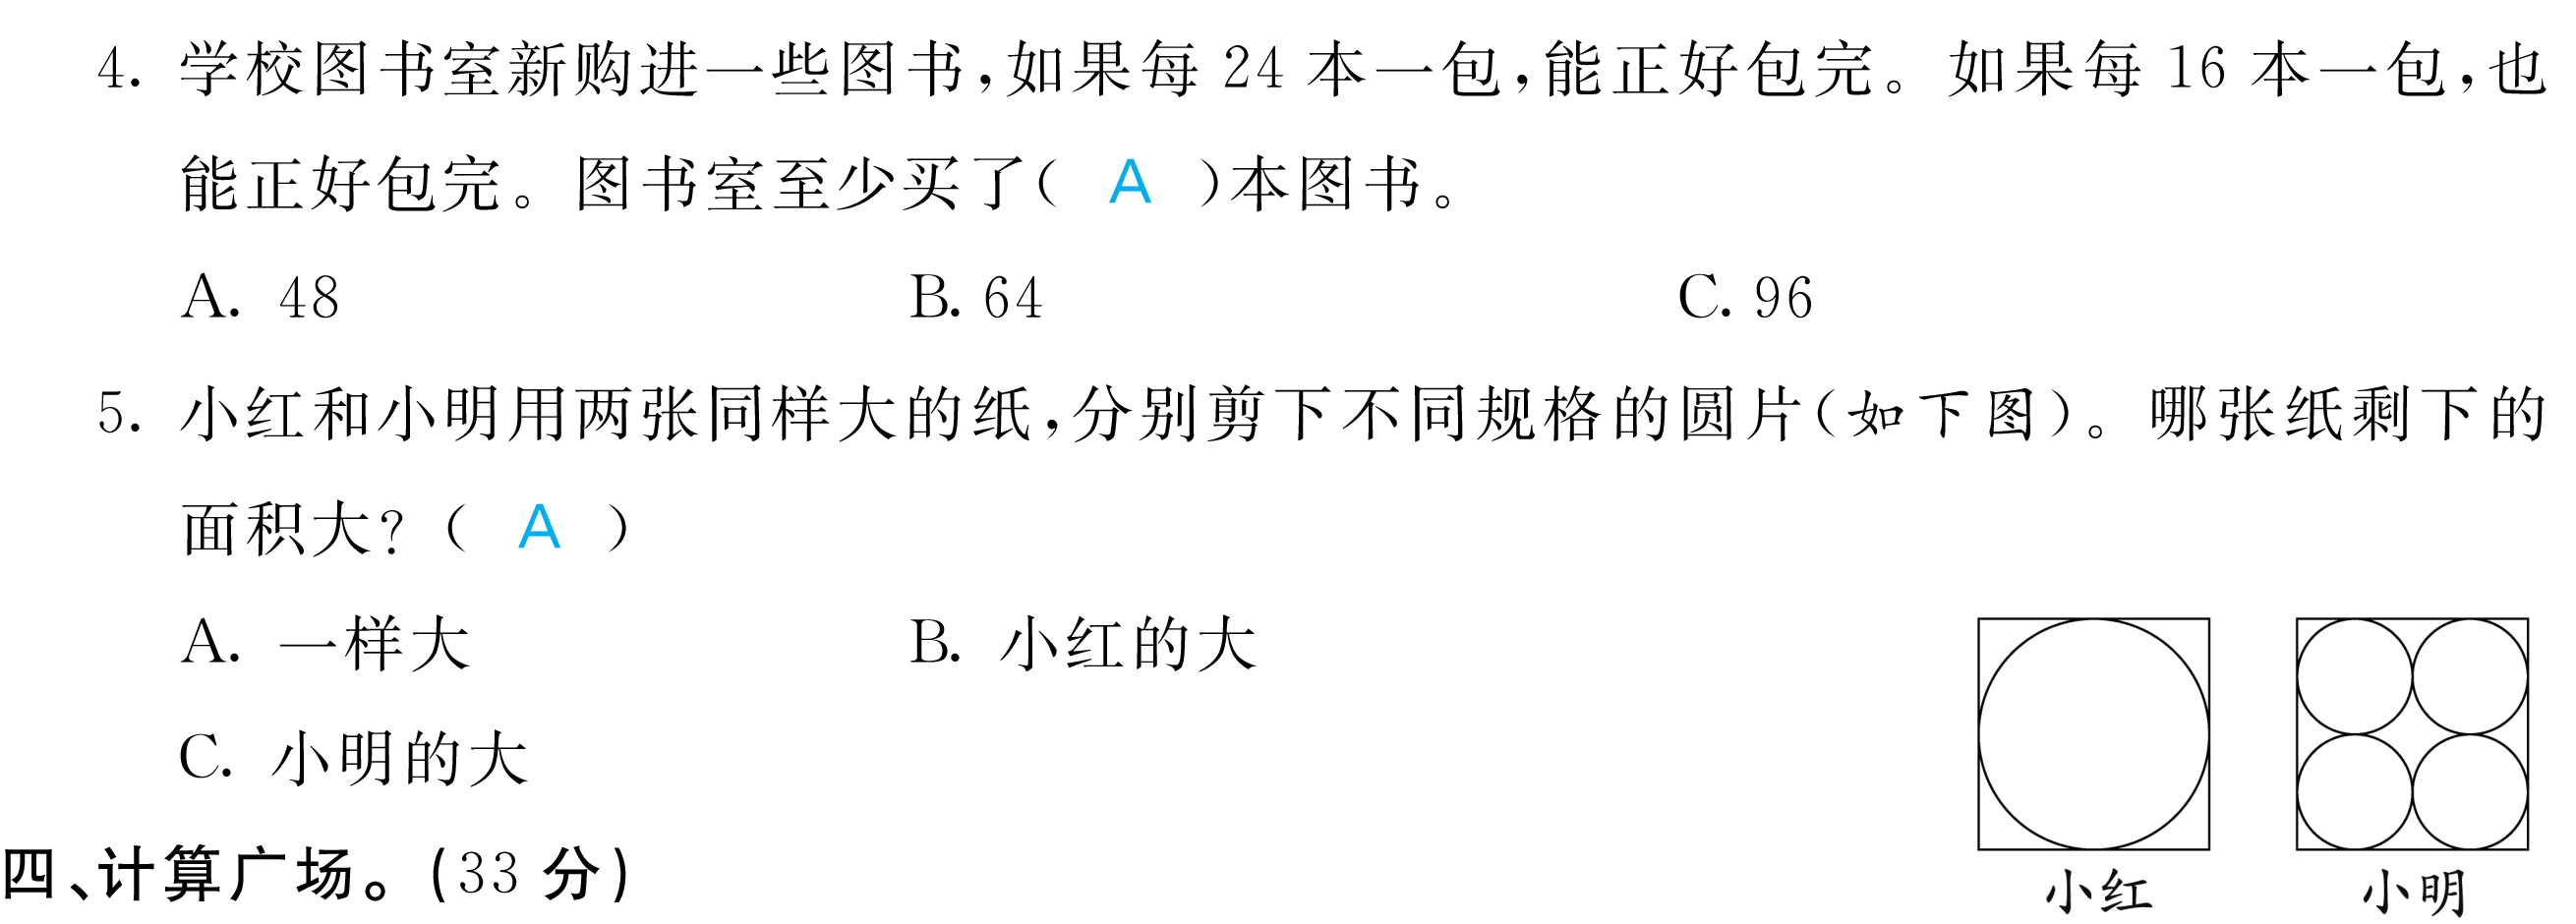 4. 学校图书室新购进一些图书,如果每 24 本一包,能正好包完。如果每 16 本一包,也
能正好包完。图书室至少买了( A )本图书。
A. 48 B. 64 C. 96
5. 小红和小明用两张同样大的纸,分别剪下不同规格的圆片(如下图)。哪张纸剩下的
面积大?( A )
A. 一样大 B. 小红的大
C. 小明的大
四、计算广场。(33 分)
小红 小明